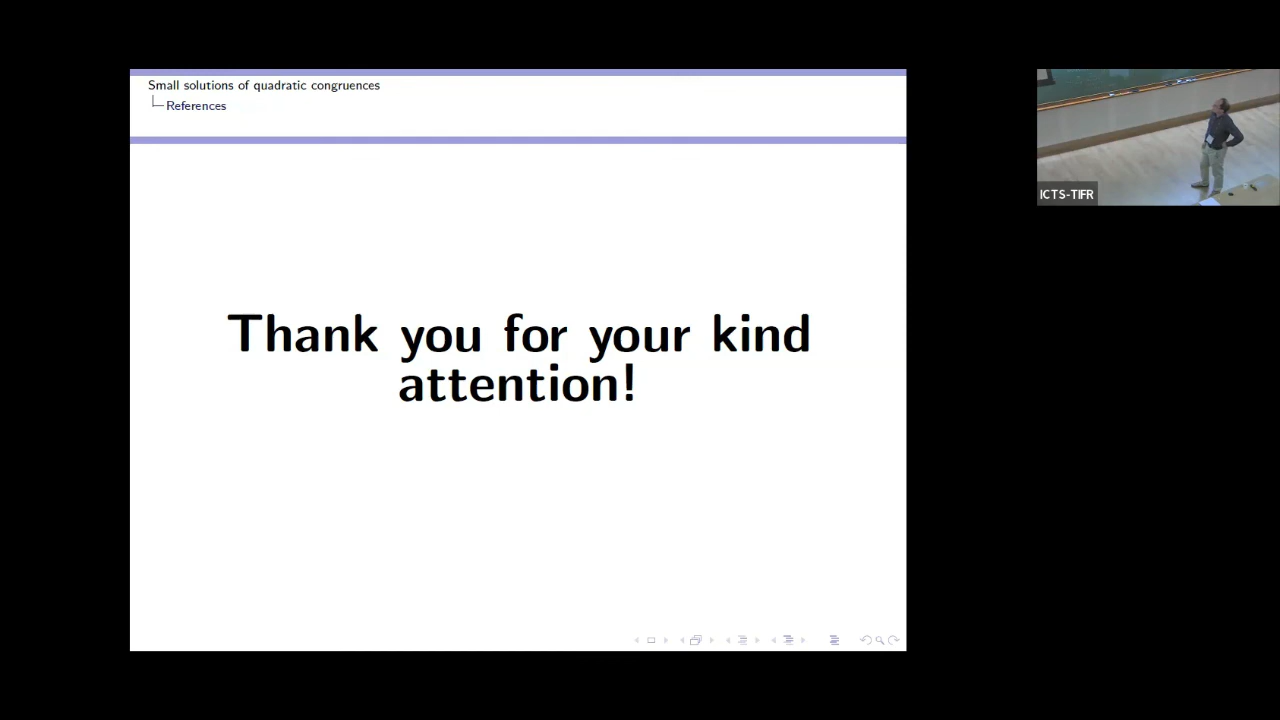 Small solutions of quadratic congruences
References
Thank you for your kind
attention!
ICTS-TIFR